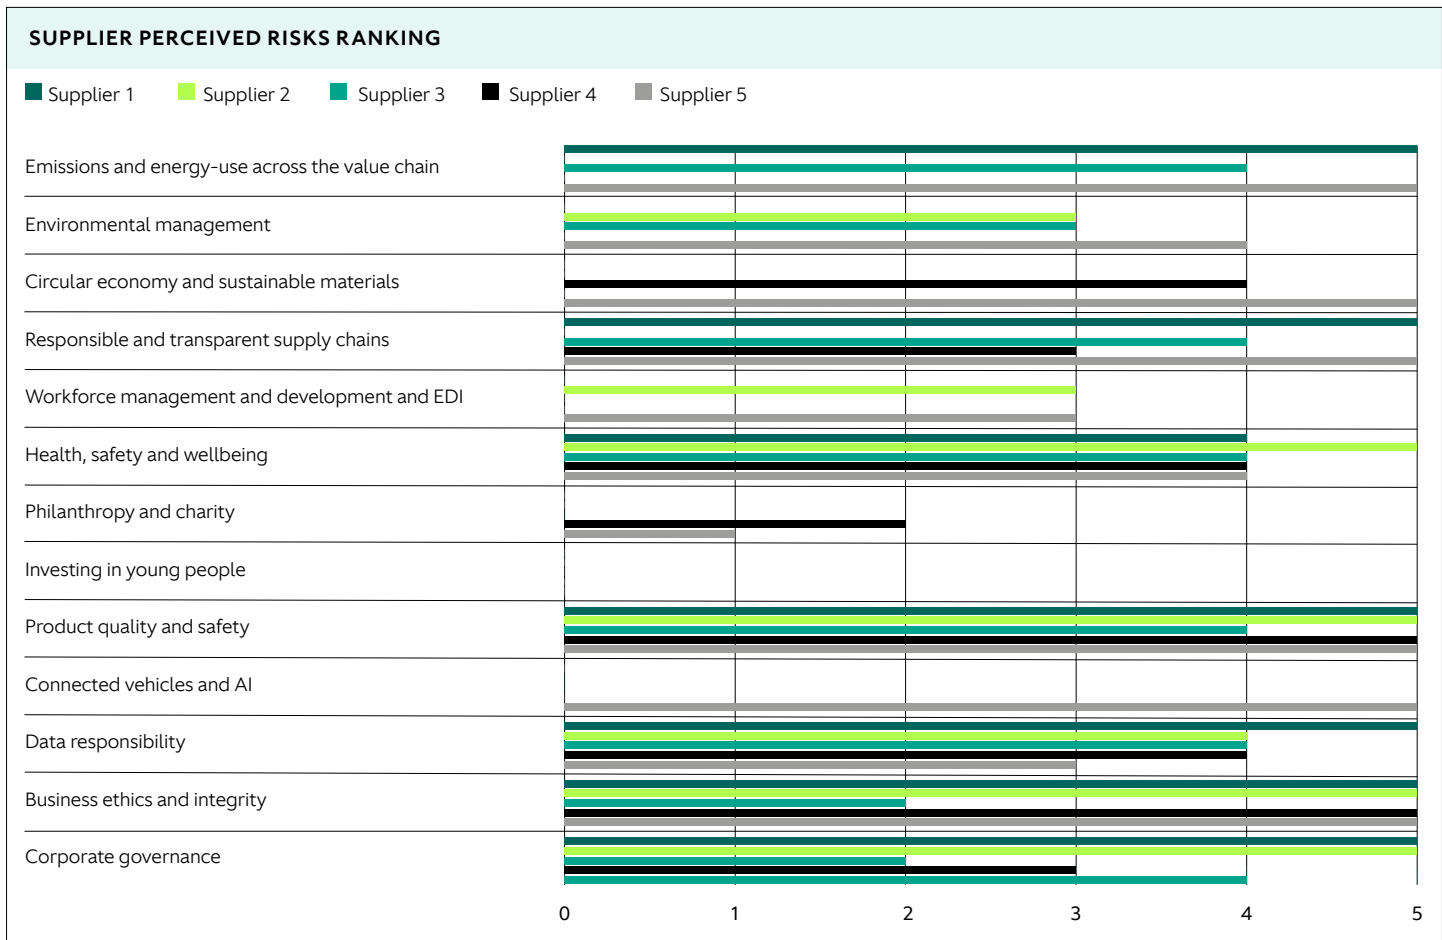 SUPPLIER PERCEIVED RISKS RANKING
Supplier 1 Supplier 2 Supplier 3 Supplier 4 Supplier 5
Emissions and energy-use across the value chain
Environmental management
Circular economy and sustainable materials
Responsible and transparent supply chains
Workforce management and development and EDI
Health, safety and wellbeing
Philanthropy and charity
Investing in young people
Product quality and safety
Connected vehicles and AI
Data responsibility
Business ethics and integrity
Corporate governance
0 1 2 3 4 5